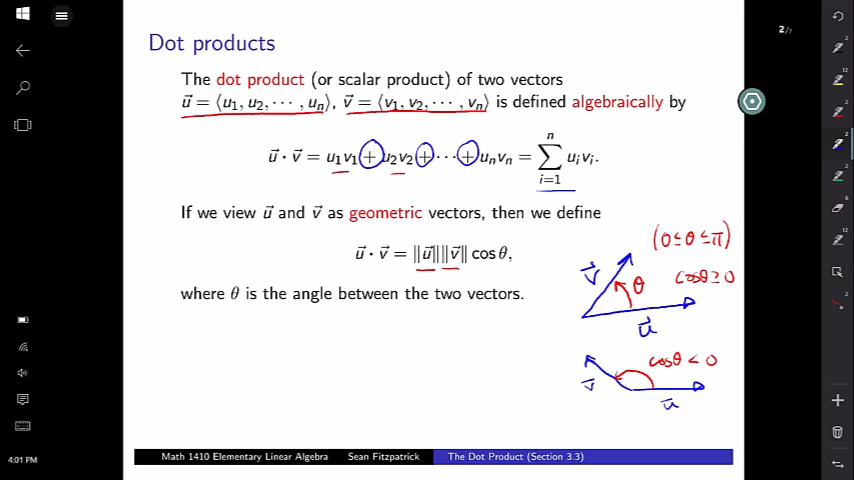 2/7
Dot products
The dot product (or scalar product) of two vectors
u⃗ = ⟨u₁, u₂, ⋯ , uₙ⟩, v⃗ = ⟨v₁, v₂, ⋯ , vₙ⟩ is defined algebraically by
u⃗ · v⃗ = u₁v₁ + u₂v₂ + ⋯ + uₙvₙ = ∑ⁿᵢ₌₁ uᵢvᵢ.
If we view u⃗ and v⃗ as geometric vectors, then we define
u⃗ · v⃗ = ‖u⃗‖‖v⃗‖ cos θ,
where θ is the angle between the two vectors.
(0 ≤ θ ≤ π)
v⃗
θ
cosθ ≥ 0
u⃗
cosθ < 0
v⃗
u⃗
4:01 PM
Math 1410 Elementary Linear Algebra Sean Fitzpatrick The Dot Product (Section 3.3)